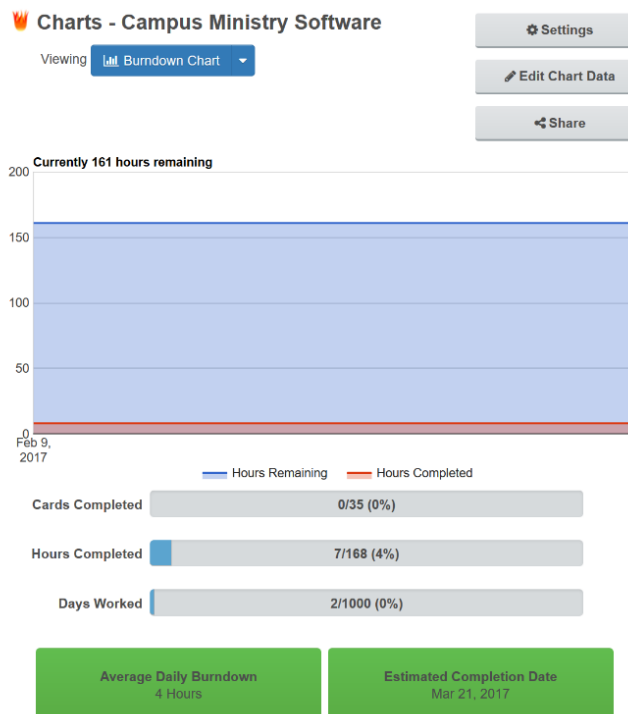 Charts - Campus Ministry Software
Settings
Viewing Burndown Chart
Edit Chart Data
Share
Currently 161 hours remaining
200
150
100
50
0
Feb 9,
2017
Hours Remaining Hours Completed
Cards Completed 0/35 (0%)
Hours Completed 7/168 (4%)
Days Worked 2/1000 (0%)
Average Daily Burndown
4 Hours
Estimated Completion Date
Mar 21, 2017